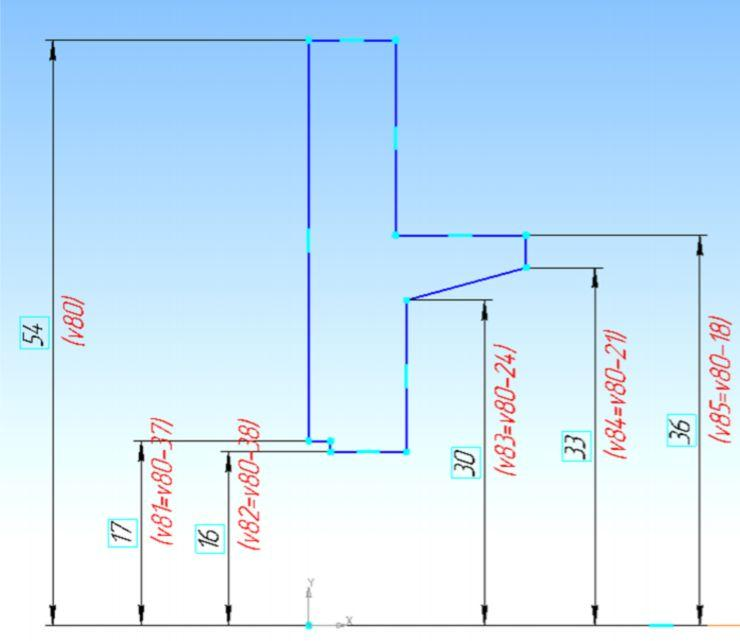 54
(v80)
17
(v81=v80-37)
16
(v82=v80-38)
30
(v83=v80-24)
33
(v84=v80-21)
36
(v85=v80-18)
Y
X